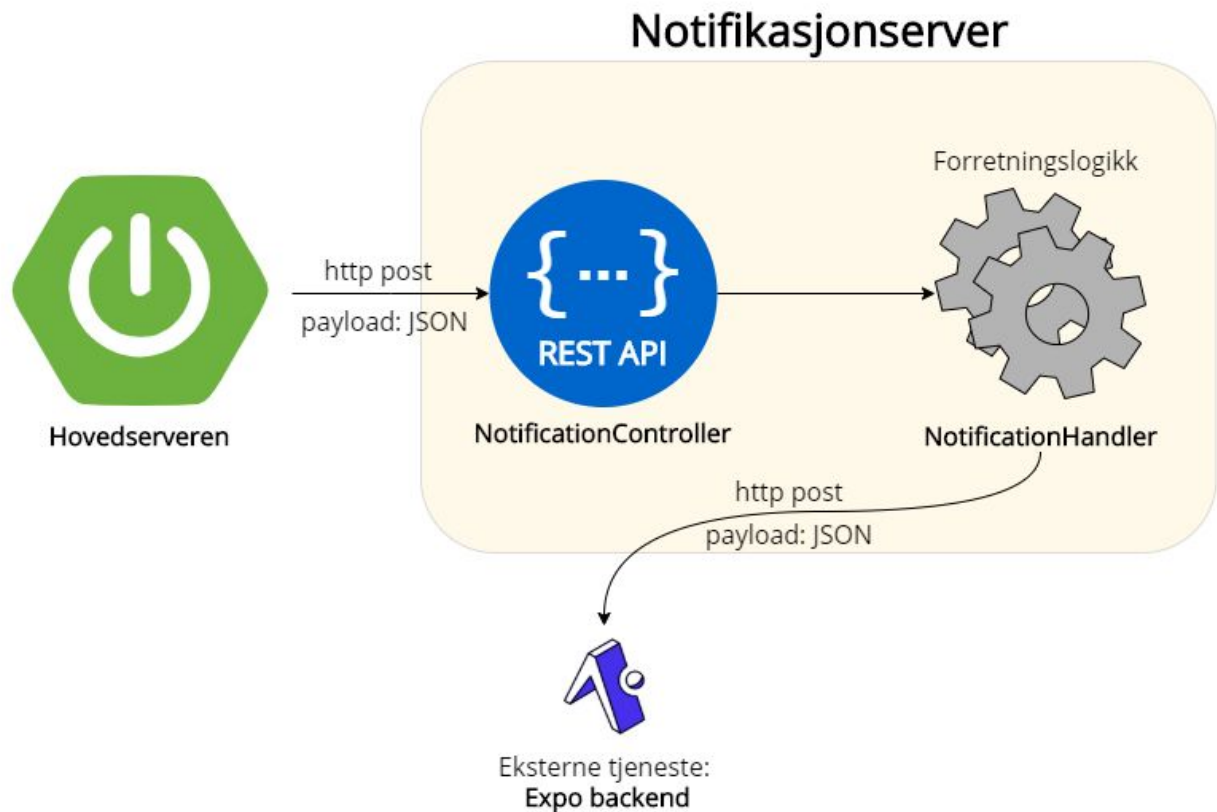 Notifikasjonserver
Forretningslogikk
http post
payload: JSON
{...}
REST API
Hovedserveren
NotificationController
NotificationHandler
http post
payload: JSON
Eksterne tjeneste:
Expo backend